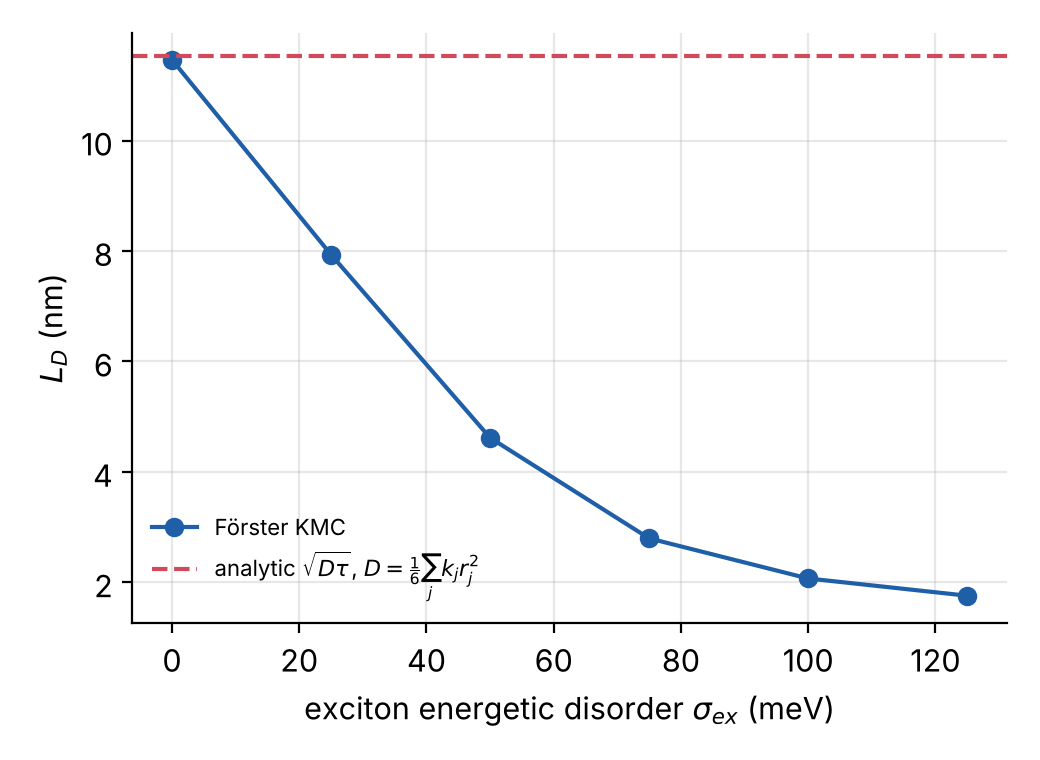 10
8
6
4
2
L_D (nm)
Förster KMC
analytic √Dτ, D = 1/6 ∑_j k_j r_j^2
0 20 40 60 80 100 120
exciton energetic disorder σ_ex (meV)